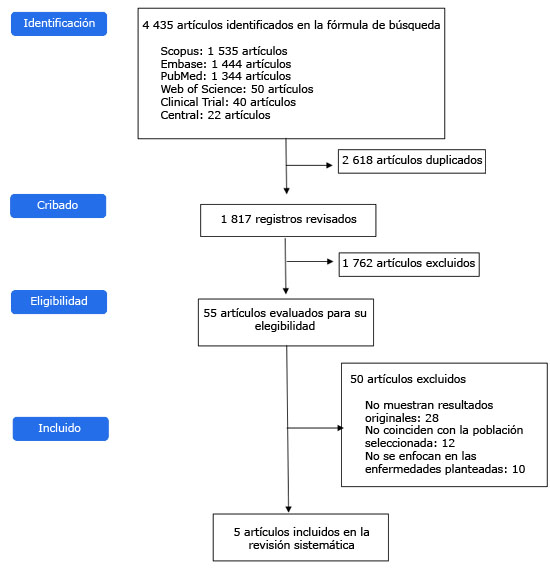 Identificación
4 435 artículos identificados en la fórmula de búsqueda
Scopus: 1 535 artículos
Embase: 1 444 artículos
PubMed: 1 344 artículos
Web of Science: 50 artículos
Clinical Trial: 40 artículos
Central: 22 artículos
2 618 artículos duplicados
Cribado
1 817 registros revisados
1 762 artículos excluidos
Eligibilidad
55 artículos evaluados para su
elegibilidad
50 artículos excluidos
No muestran resultados
originales: 28
No coinciden con la población
seleccionada: 12
No se enfocan en las
enfermedades planteadas: 10
Incluido
5 artículos incluidos en la
revisión sistemática